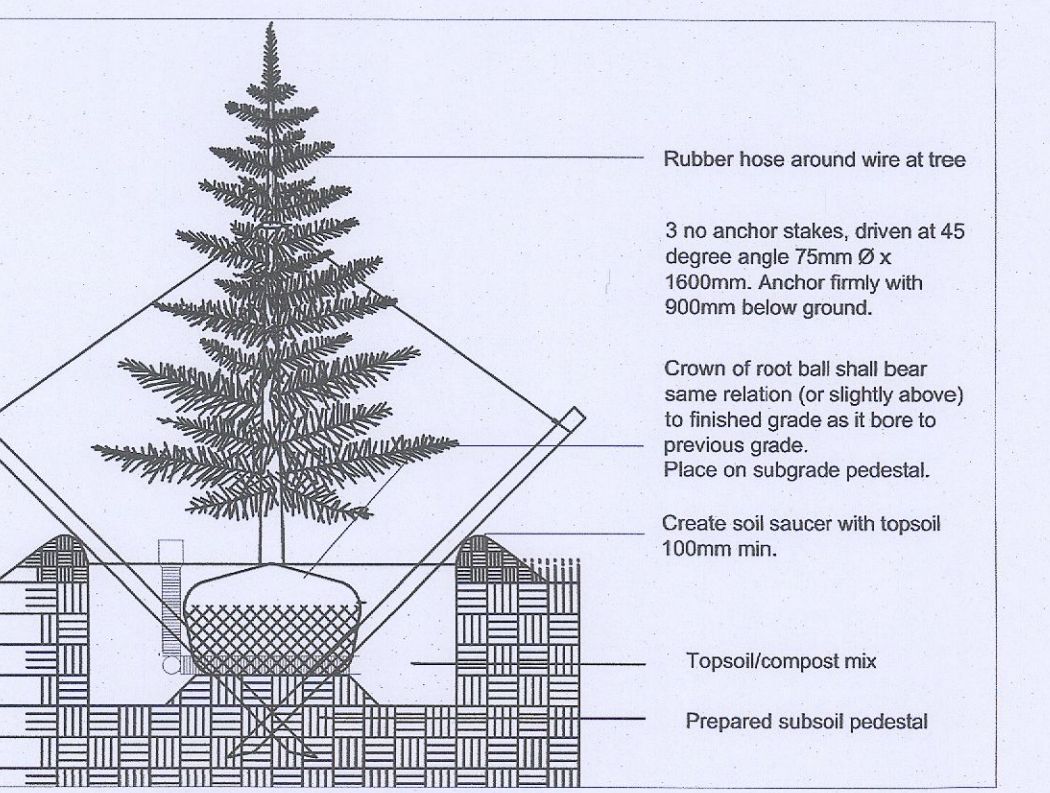 Rubber hose around wire at tree
3 no anchor stakes, driven at 45
degree angle 75mm Ø x
1600mm. Anchor firmly with
900mm below ground.
Crown of root ball shall bear
same relation (or slightly above)
to finished grade as it bore to
previous grade.
Place on subgrade pedestal.
Create soil saucer with topsoil
100mm min.
Topsoil/compost mix
Prepared subsoil pedestal